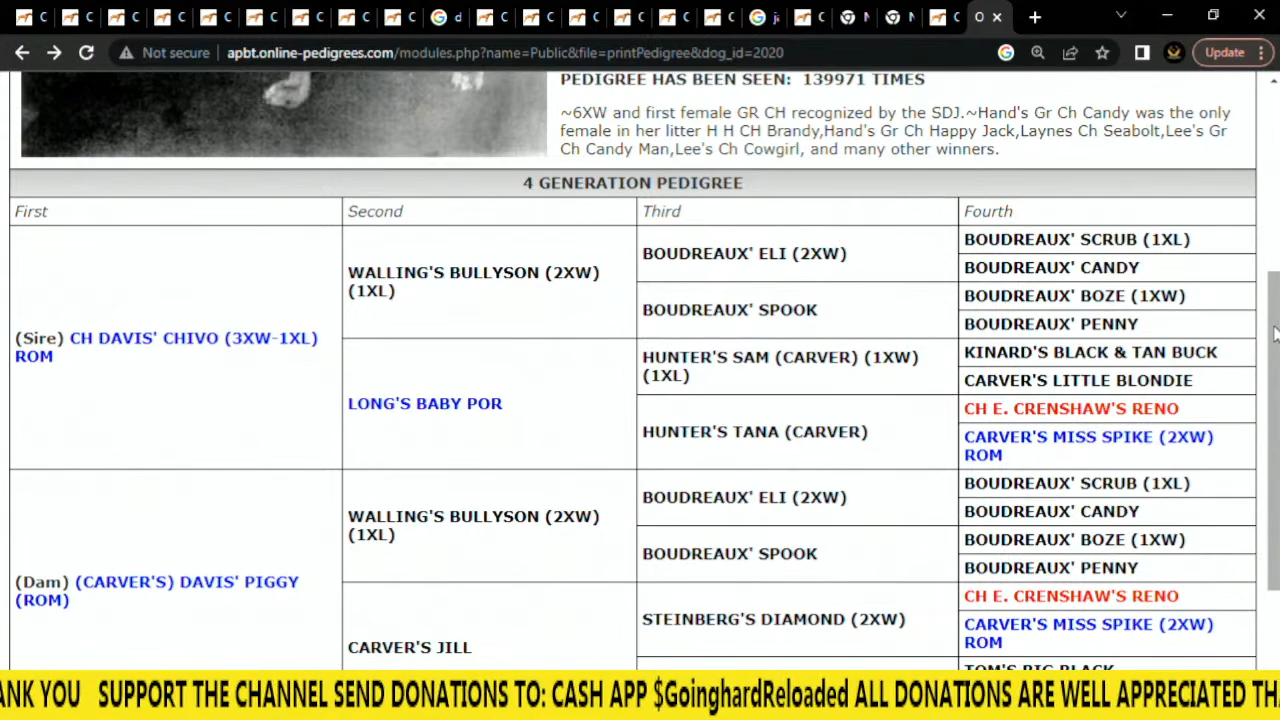 C C C C C C C C C d C C C C C C ja C N N C O
Not secure apbt.online-pedigrees.com/modules.php?name=Public&file=printPedigree&dog_id=2020 Update
PEDIGREE HAS BEEN SEEN: 139971 TIMES
~6XW and first female GR CH recognized by the SDJ.~Hand's Gr Ch Candy was the only
female in her litter H H CH Brandy,Hand's Gr Ch Happy Jack,Laynes Ch Seabolt,Lee's Gr
Ch Candy Man,Lee's Ch Cowgirl, and many other winners.
4 GENERATION PEDIGREE
First Second Third Fourth
(Sire) CH DAVIS' CHIVO (3XW-1XL)
ROM
WALLING'S BULLYSON (2XW)
(1XL)
BOUDREAUX' ELI (2XW)
BOUDREAUX' SCRUB (1XL)
BOUDREAUX' CANDY
BOUDREAUX' SPOOK
BOUDREAUX' BOZE (1XW)
BOUDREAUX' PENNY
LONG'S BABY POR
HUNTER'S SAM (CARVER) (1XW)
(1XL)
KINARD'S BLACK & TAN BUCK
CARVER'S LITTLE BLONDIE
HUNTER'S TANA (CARVER)
CH E. CRENSHAW'S RENO
CARVER'S MISS SPIKE (2XW)
ROM
(Dam) (CARVER'S) DAVIS' PIGGY
(ROM)
WALLING'S BULLYSON (2XW)
(1XL)
BOUDREAUX' ELI (2XW)
BOUDREAUX' SCRUB (1XL)
BOUDREAUX' CANDY
BOUDREAUX' SPOOK
BOUDREAUX' BOZE (1XW)
BOUDREAUX' PENNY
CARVER'S JILL
STEINBERG'S DIAMOND (2XW)
CH E. CRENSHAW'S RENO
CARVER'S MISS SPIKE (2XW)
ROM
TOM'S BIG BLACK
ANK YOU SUPPORT THE CHANNEL SEND DONATIONS TO: CASH APP $GoinghardReloaded ALL DONATIONS ARE WELL APPRECIATED THA